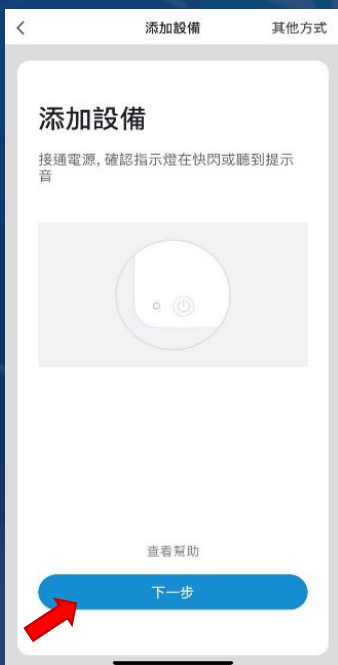 添加設備
其他方式
添加設備
接通電源, 確認指示燈在快閃或聽到提示
音
查看幫助
下一步